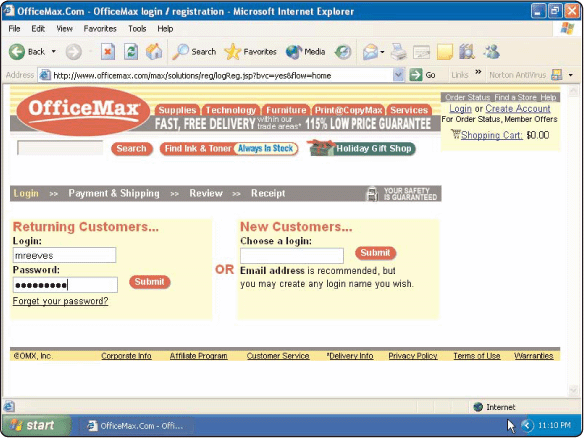 OfficeMax.Com - OfficeMax login / registration - Microsoft Internet Explorer
File Edit View Favorites Tools Help
Back Search Favorites Media
Address http://www.officemax.com/max/solutions/reg/logReg.jsp?bvc=yes&flow=home Go Links » Norton AntiVirus
OfficeMax
Supplies Technology Furniture Print@CopyMax Services
FAST, FREE DELIVERY within our trade areas* 115% LOW PRICE GUARANTEE
Order Status Find a Store Help
Login or Create Account
For Order Status, Member Offers
Shopping Cart: $0.00
Search Find Ink & Toner Always In Stock Holiday Gift Shop
Login >> Payment & Shipping >> Review >> Receipt YOUR SAFETY IS GUARANTEED
Returning Customers...
Login:
mreeves
Password:
●●●●●●●●●
Submit
Forget your password?
OR
New Customers...
Choose a login:
Submit
Email address is recommended, but
you may create any login name you wish.
©OMX, Inc. Corporate Info Affiliate Program Customer Service *Delivery Info Privacy Policy Terms of Use Warranties
Internet
start OfficeMax.Com - Offi... 11:10 PM